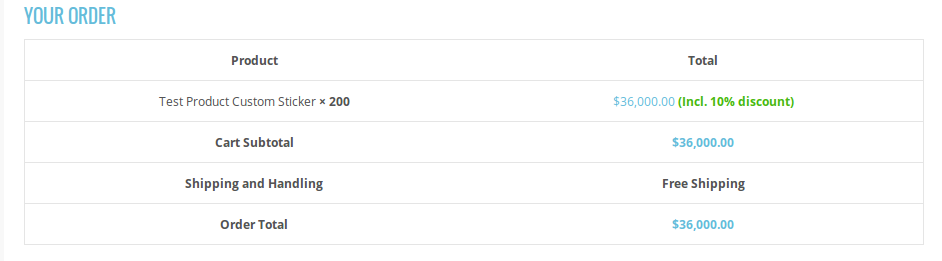 YOUR ORDER
Product Total
Test Product Custom Sticker × 200 $36,000.00 (Incl. 10% discount)
Cart Subtotal $36,000.00
Shipping and Handling Free Shipping
Order Total $36,000.00